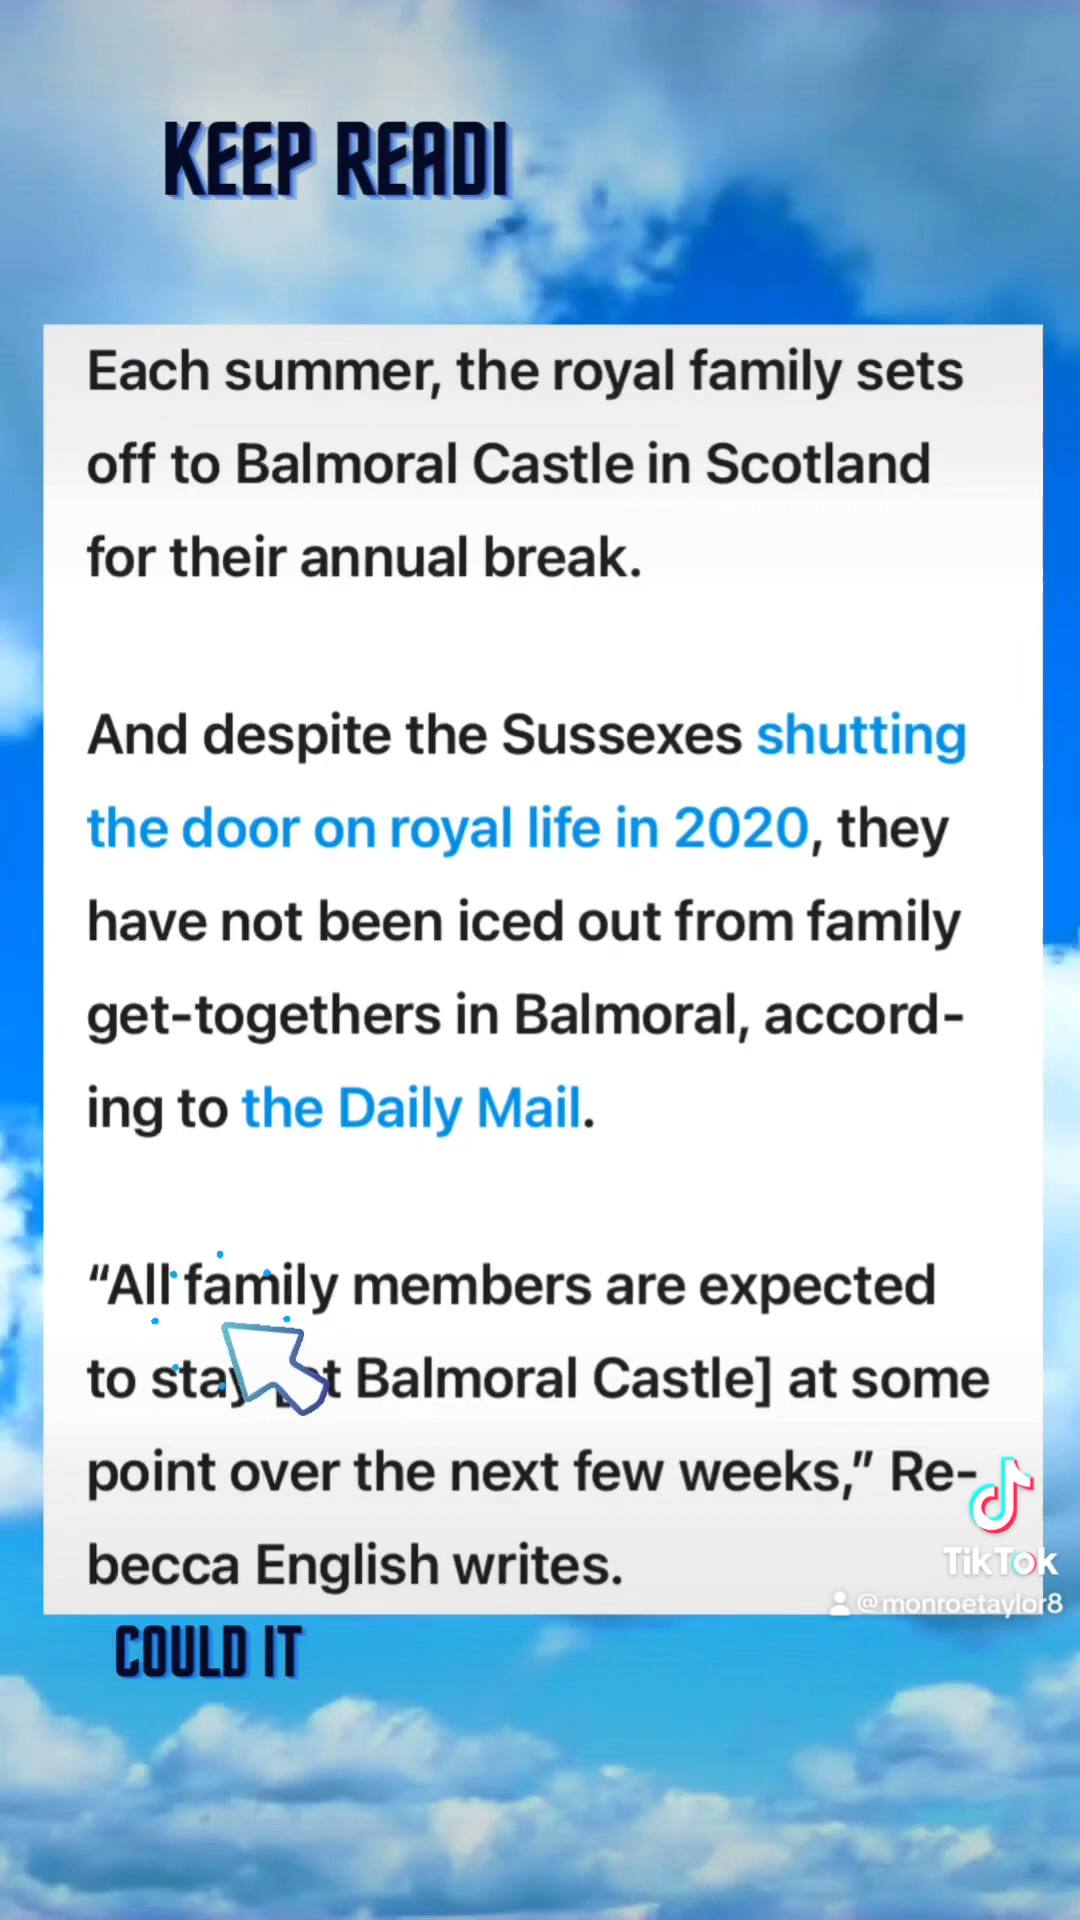 KEEP READI
Each summer, the royal family sets
off to Balmoral Castle in Scotland
for their annual break.
And despite the Sussexes shutting
the door on royal life in 2020, they
have not been iced out from family
get-togethers in Balmoral, accord-
ing to the Daily Mail.
“All family members are expected
to stay Balmoral Castle] at some
point over the next few weeks,” Re-
becca English writes.
TikTok
@monroetaylor8
COULD IT